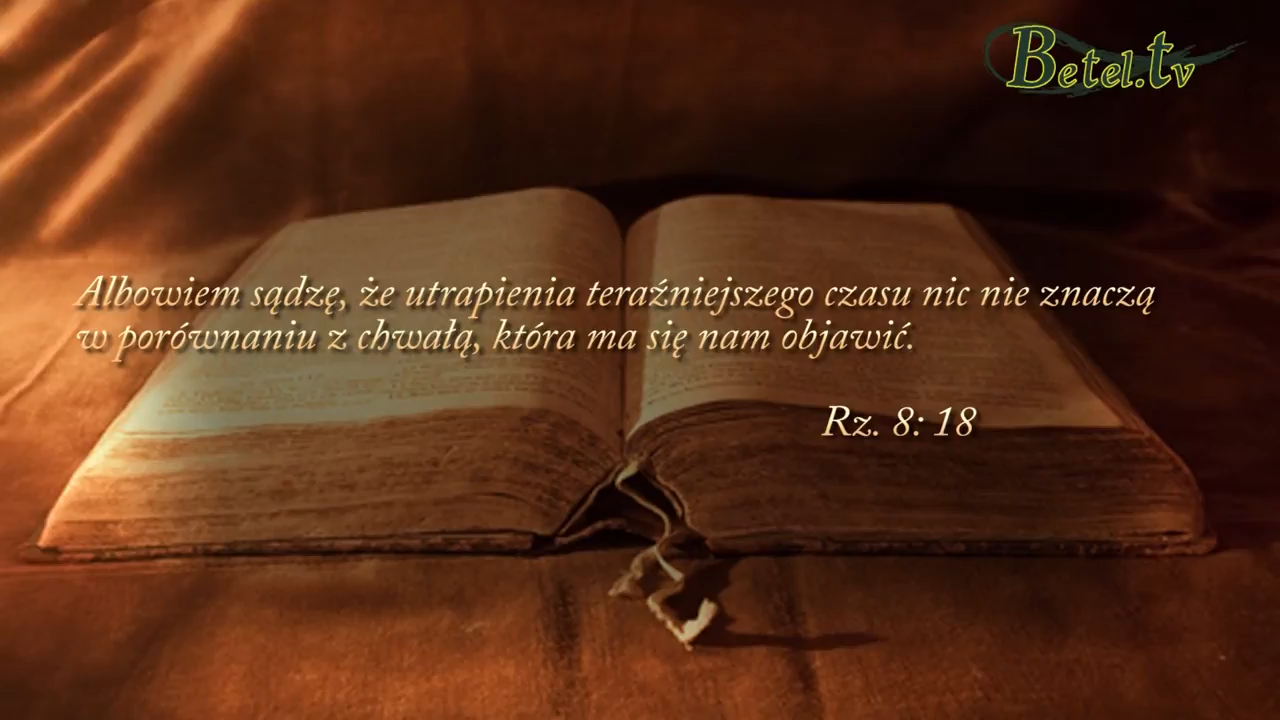 Betel.tv
Albowiem sądzę, że utrapienia teraźniejszego czasu nic nie znaczą
w porównaniu z chwałą, która ma się nam objawić.
Rz. 8: 18